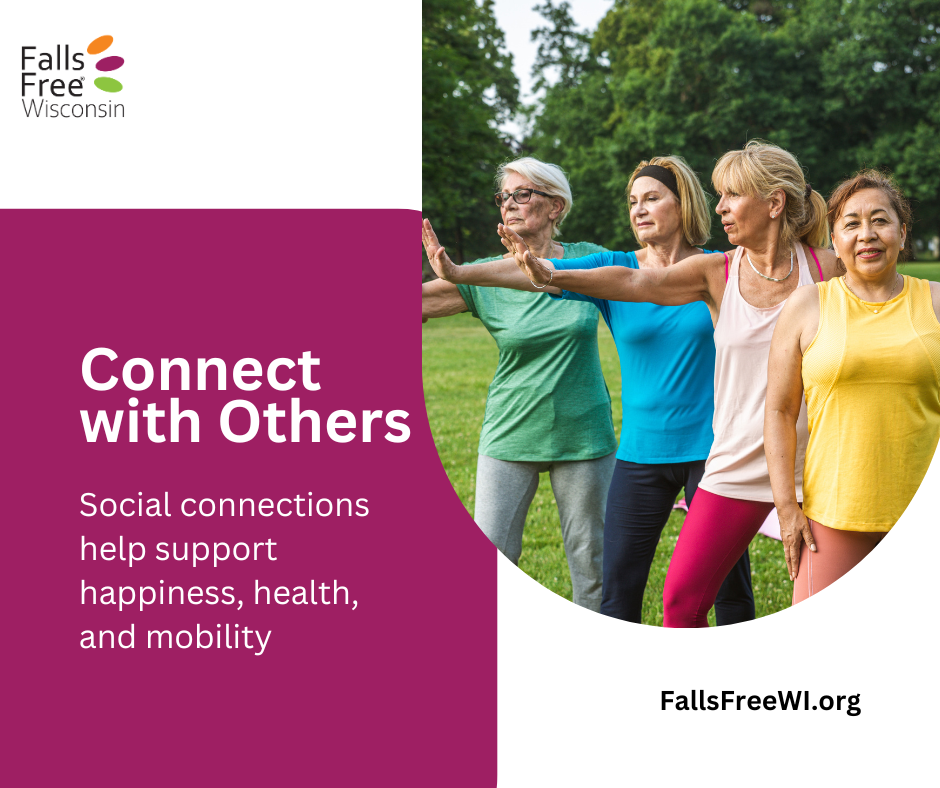 Falls
Free®
Wisconsin
Connect
with Others
Social connections
help support
happiness, health,
and mobility
FallsFreeWI.org